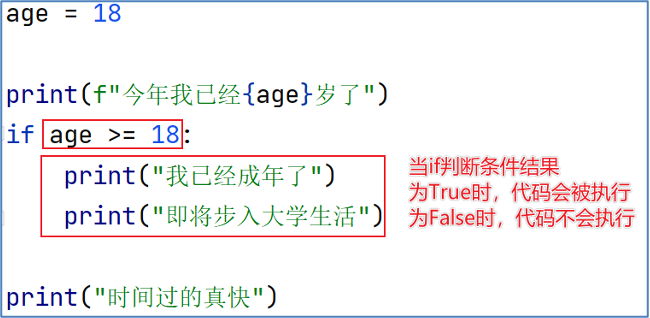 age = 18
print(f"今年我已经{age}岁了")
if age >= 18:
print("我已经成年了")
print("即将步入大学生活")
当if判断条件结果
为True时，代码会被执行
为False时，代码不会执行
print("时间过的真快")